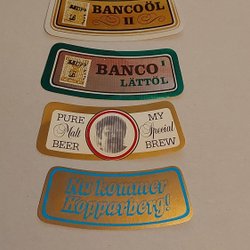 BANCOÖL
II
BANCO I
LÄTTÖL
PURE MY
Malt Special
BEER BREW
Nu kommer
Kopparberg!